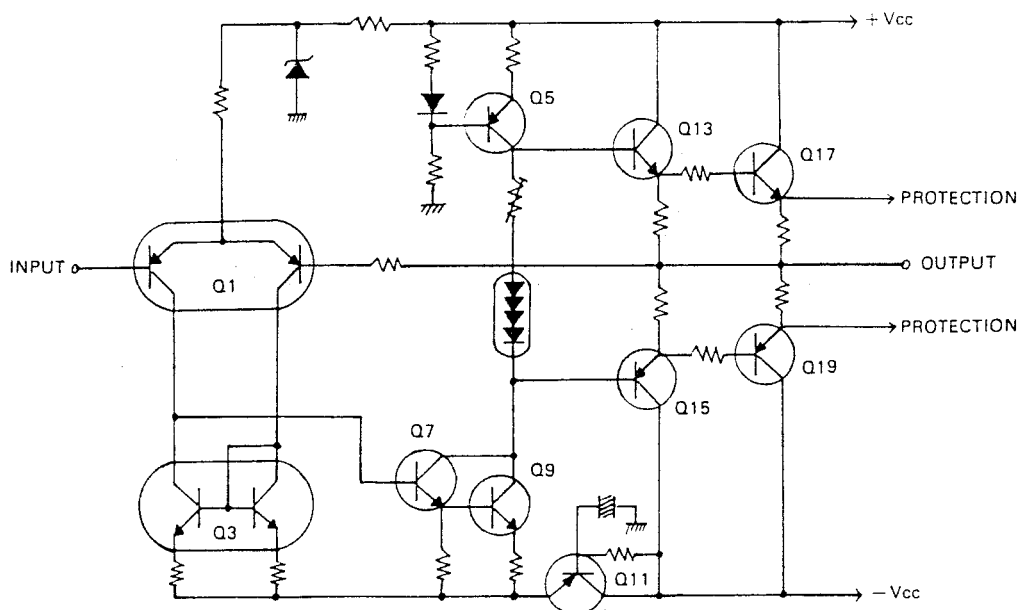 + Vcc
Q5
Q13
Q17
PROTECTION
INPUT
Q1
OUTPUT
PROTECTION
Q19
Q15
Q7
Q9
Q3
Q11
− Vcc